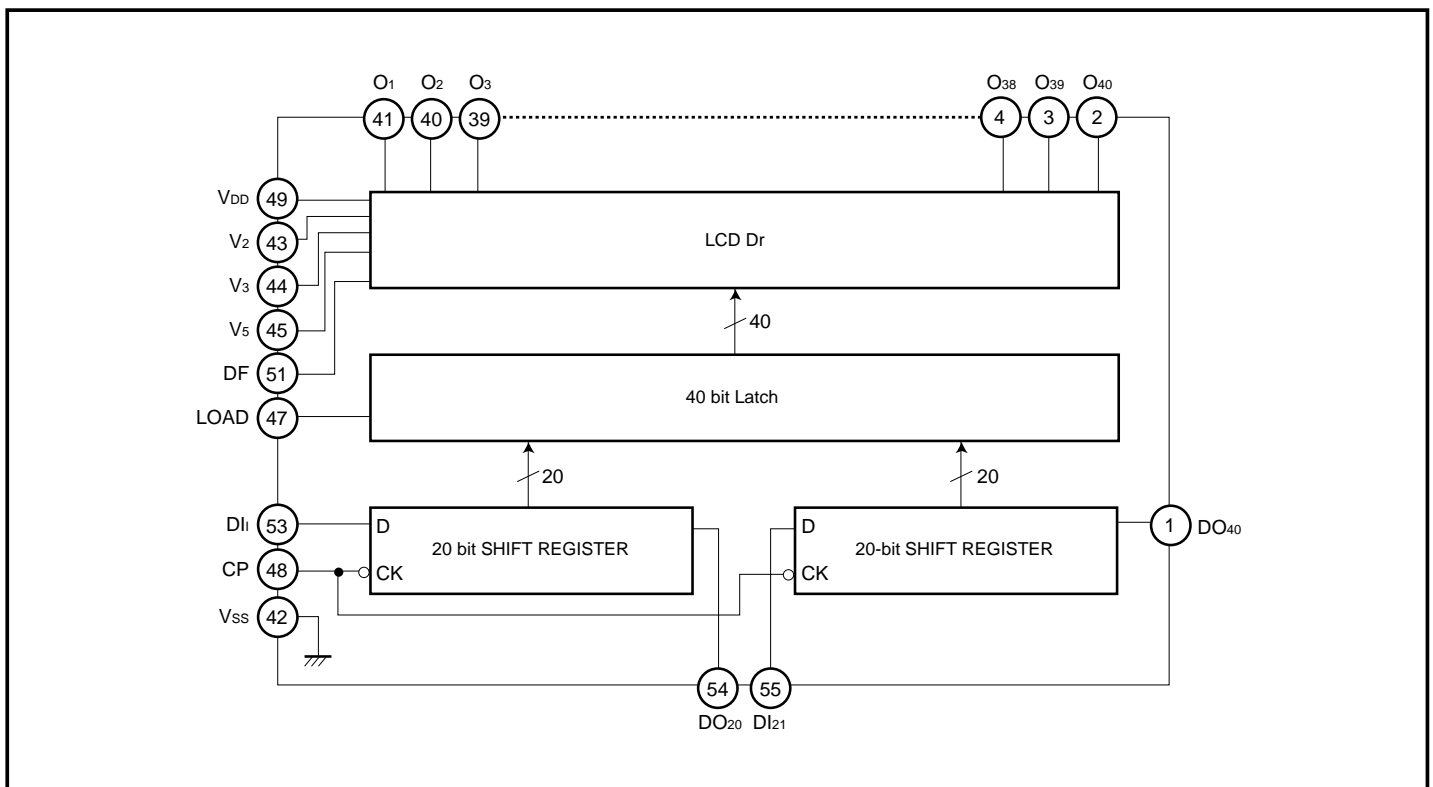 O1 O2 O3 O38 O39 O40
41 40 39 4 3 2
VDD 49
V2 43
LCD Dr
V3 44
V5 45
40
DF 51
40 bit Latch
LOAD 47
20 20
DII 53 D D 1 DO40
20 bit SHIFT REGISTER 20-bit SHIFT REGISTER
CP 48 CK CK
VSS 42
54 55
DO20 DI21